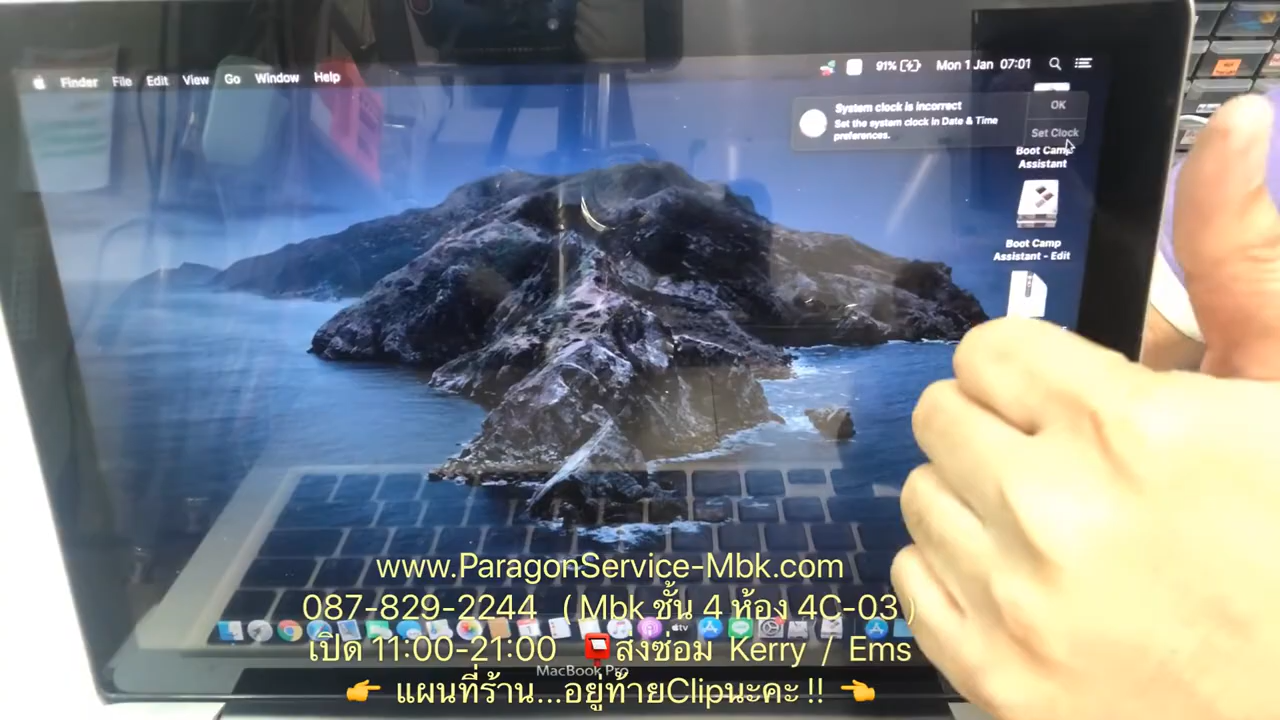 Finder File Edit View Go Window Help
91% Mon 1 Jan 07:01
System clock is incorrect
Set the system clock in Date & Time
preferences.
OK
Set Clock
Boot Camp
Assistant
Boot Camp
Assistant - Edit
www.ParagonService-Mbk.com
087-829-2244 ( Mbk ชั้น 4 ห้อง 4C-03 )
เปิด 11:00-21:00 📮ส่งซ่อม Kerry / Ems
MacBook Pro
👉 แผนที่ร้าน...อยู่ท้ายClipนะคะ !! 👈